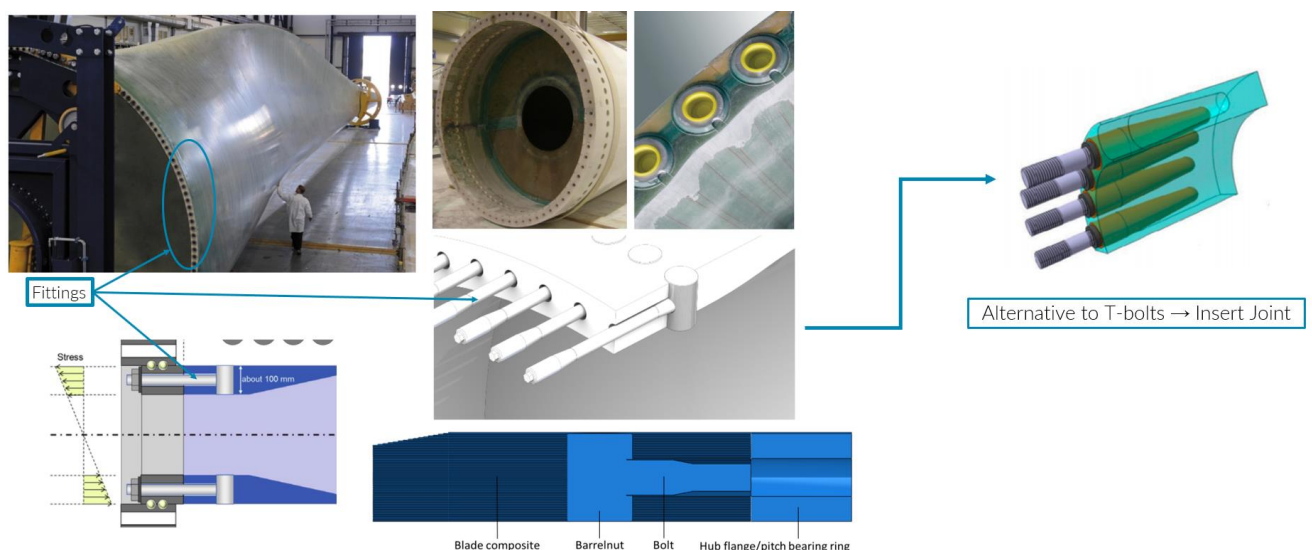 Fittings
Stress
about 100 mm
Alternative to T-bolts → Insert Joint
Blade composite
Barrelnut
Bolt
Hub flange/pitch bearing ring